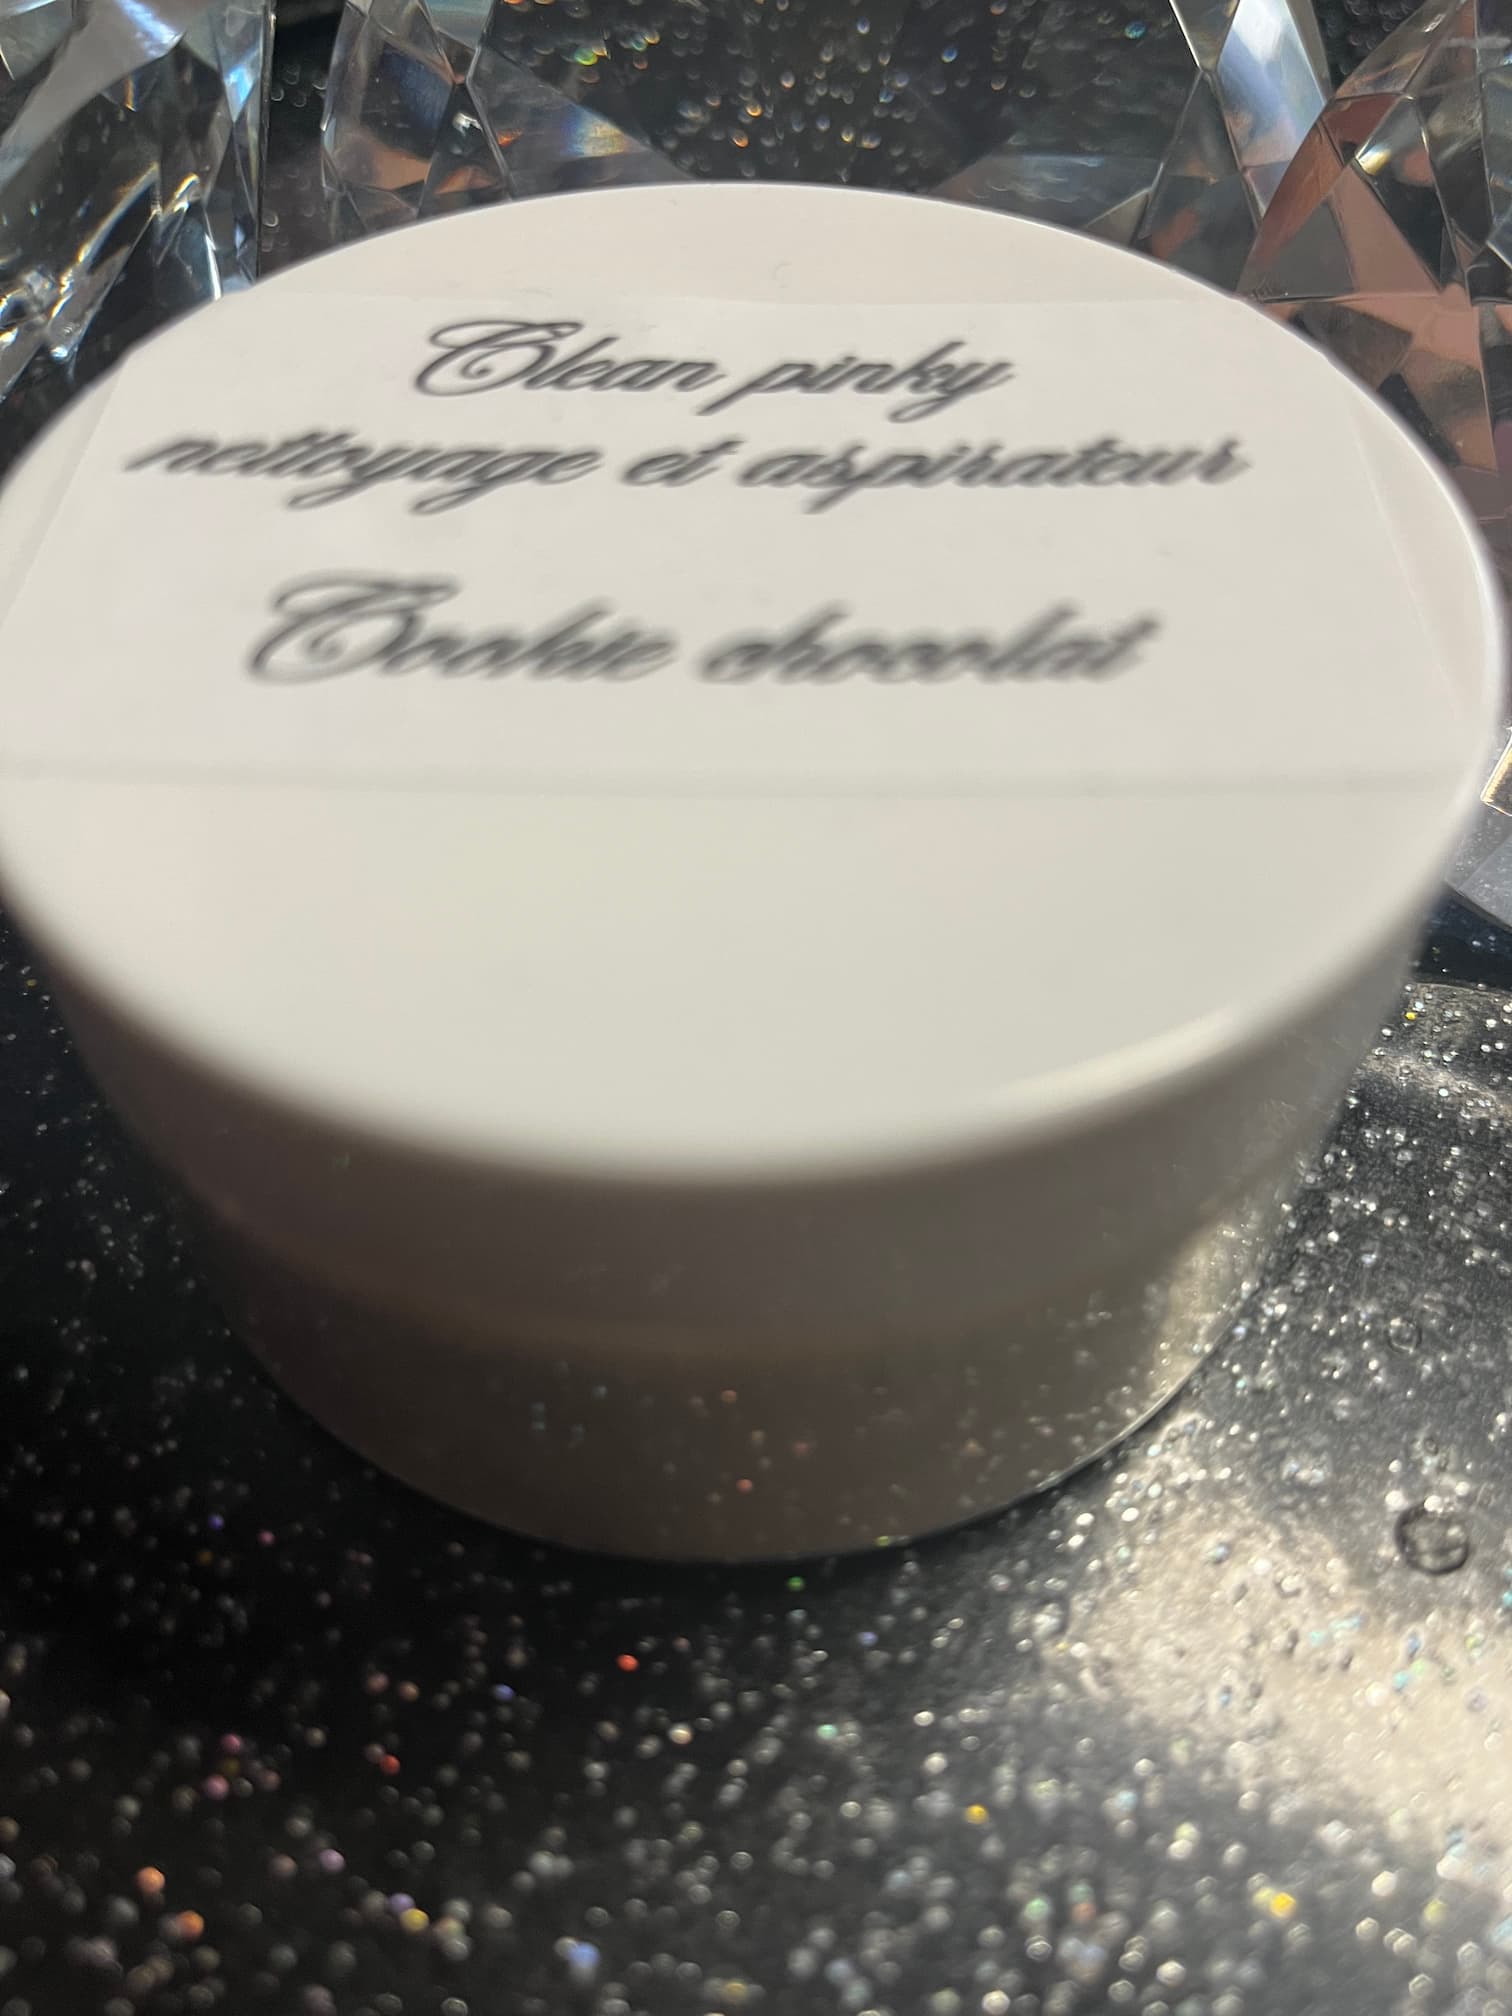 Clean pinky
nettoyage et aspirateur
Cookie chocolat